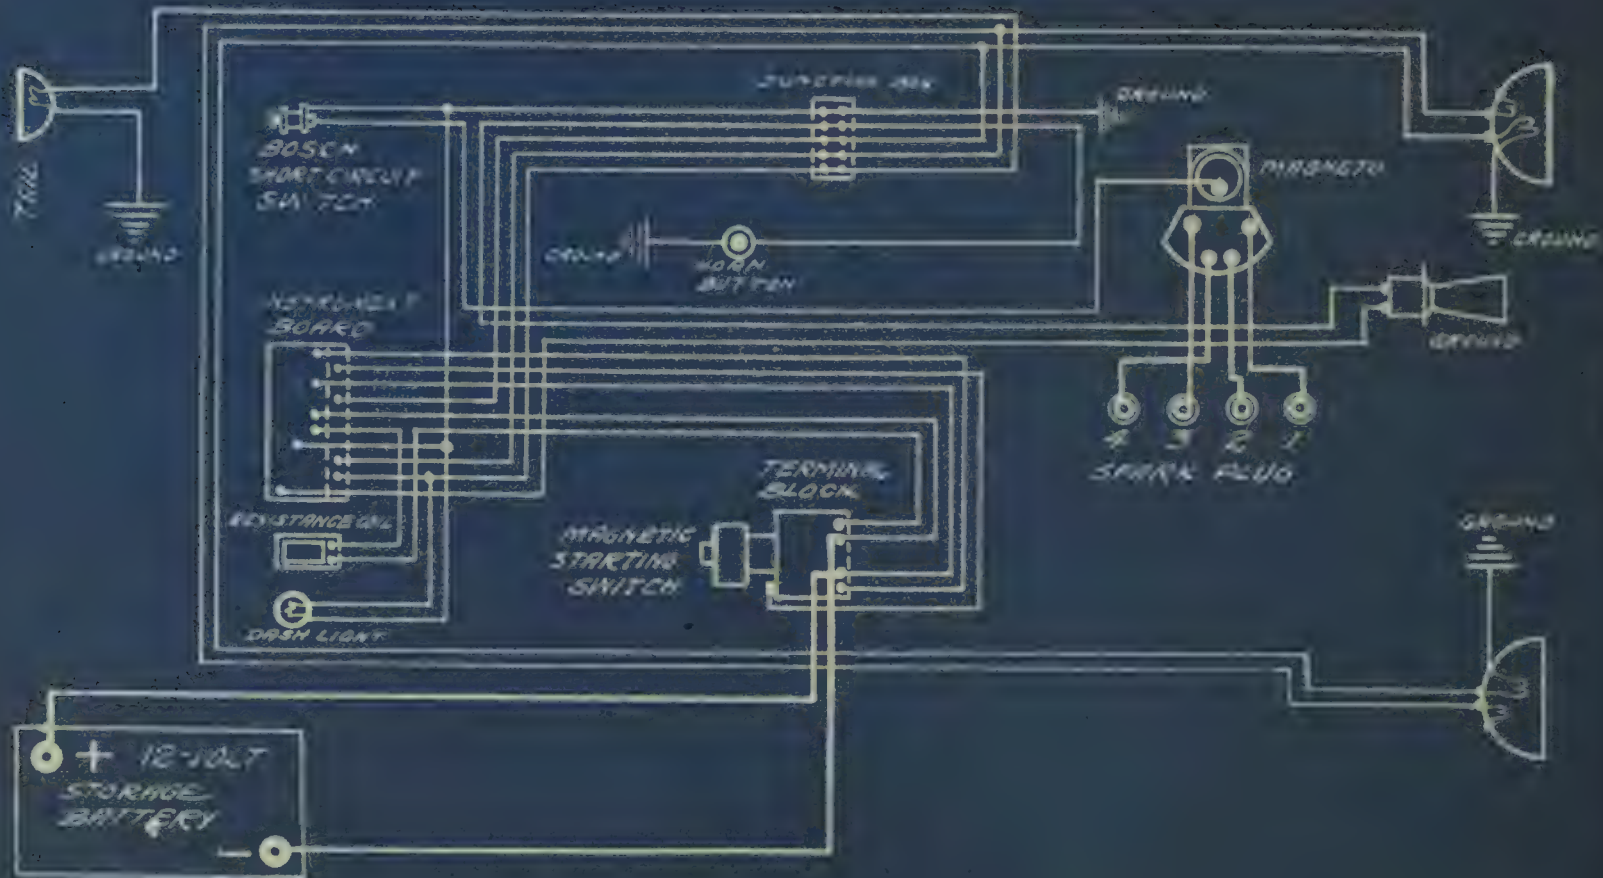 JUNCTION BOX
GROUND
BOSCH
SHORT CIRCUIT
SWITCH
TAIL
GROUND
MAGNETO
GROUND
GROUND
HORN
BUTTON
INSTRUMENT
BOARD
GROUND
4 3 2 1
SPARK PLUG
TERMINAL
BLOCK
RESISTANCE COIL
MAGNETIC
STARTING
SWITCH
GROUND
DASH LIGHT
+ 12-VOLT
STORAGE
BATTERY
–